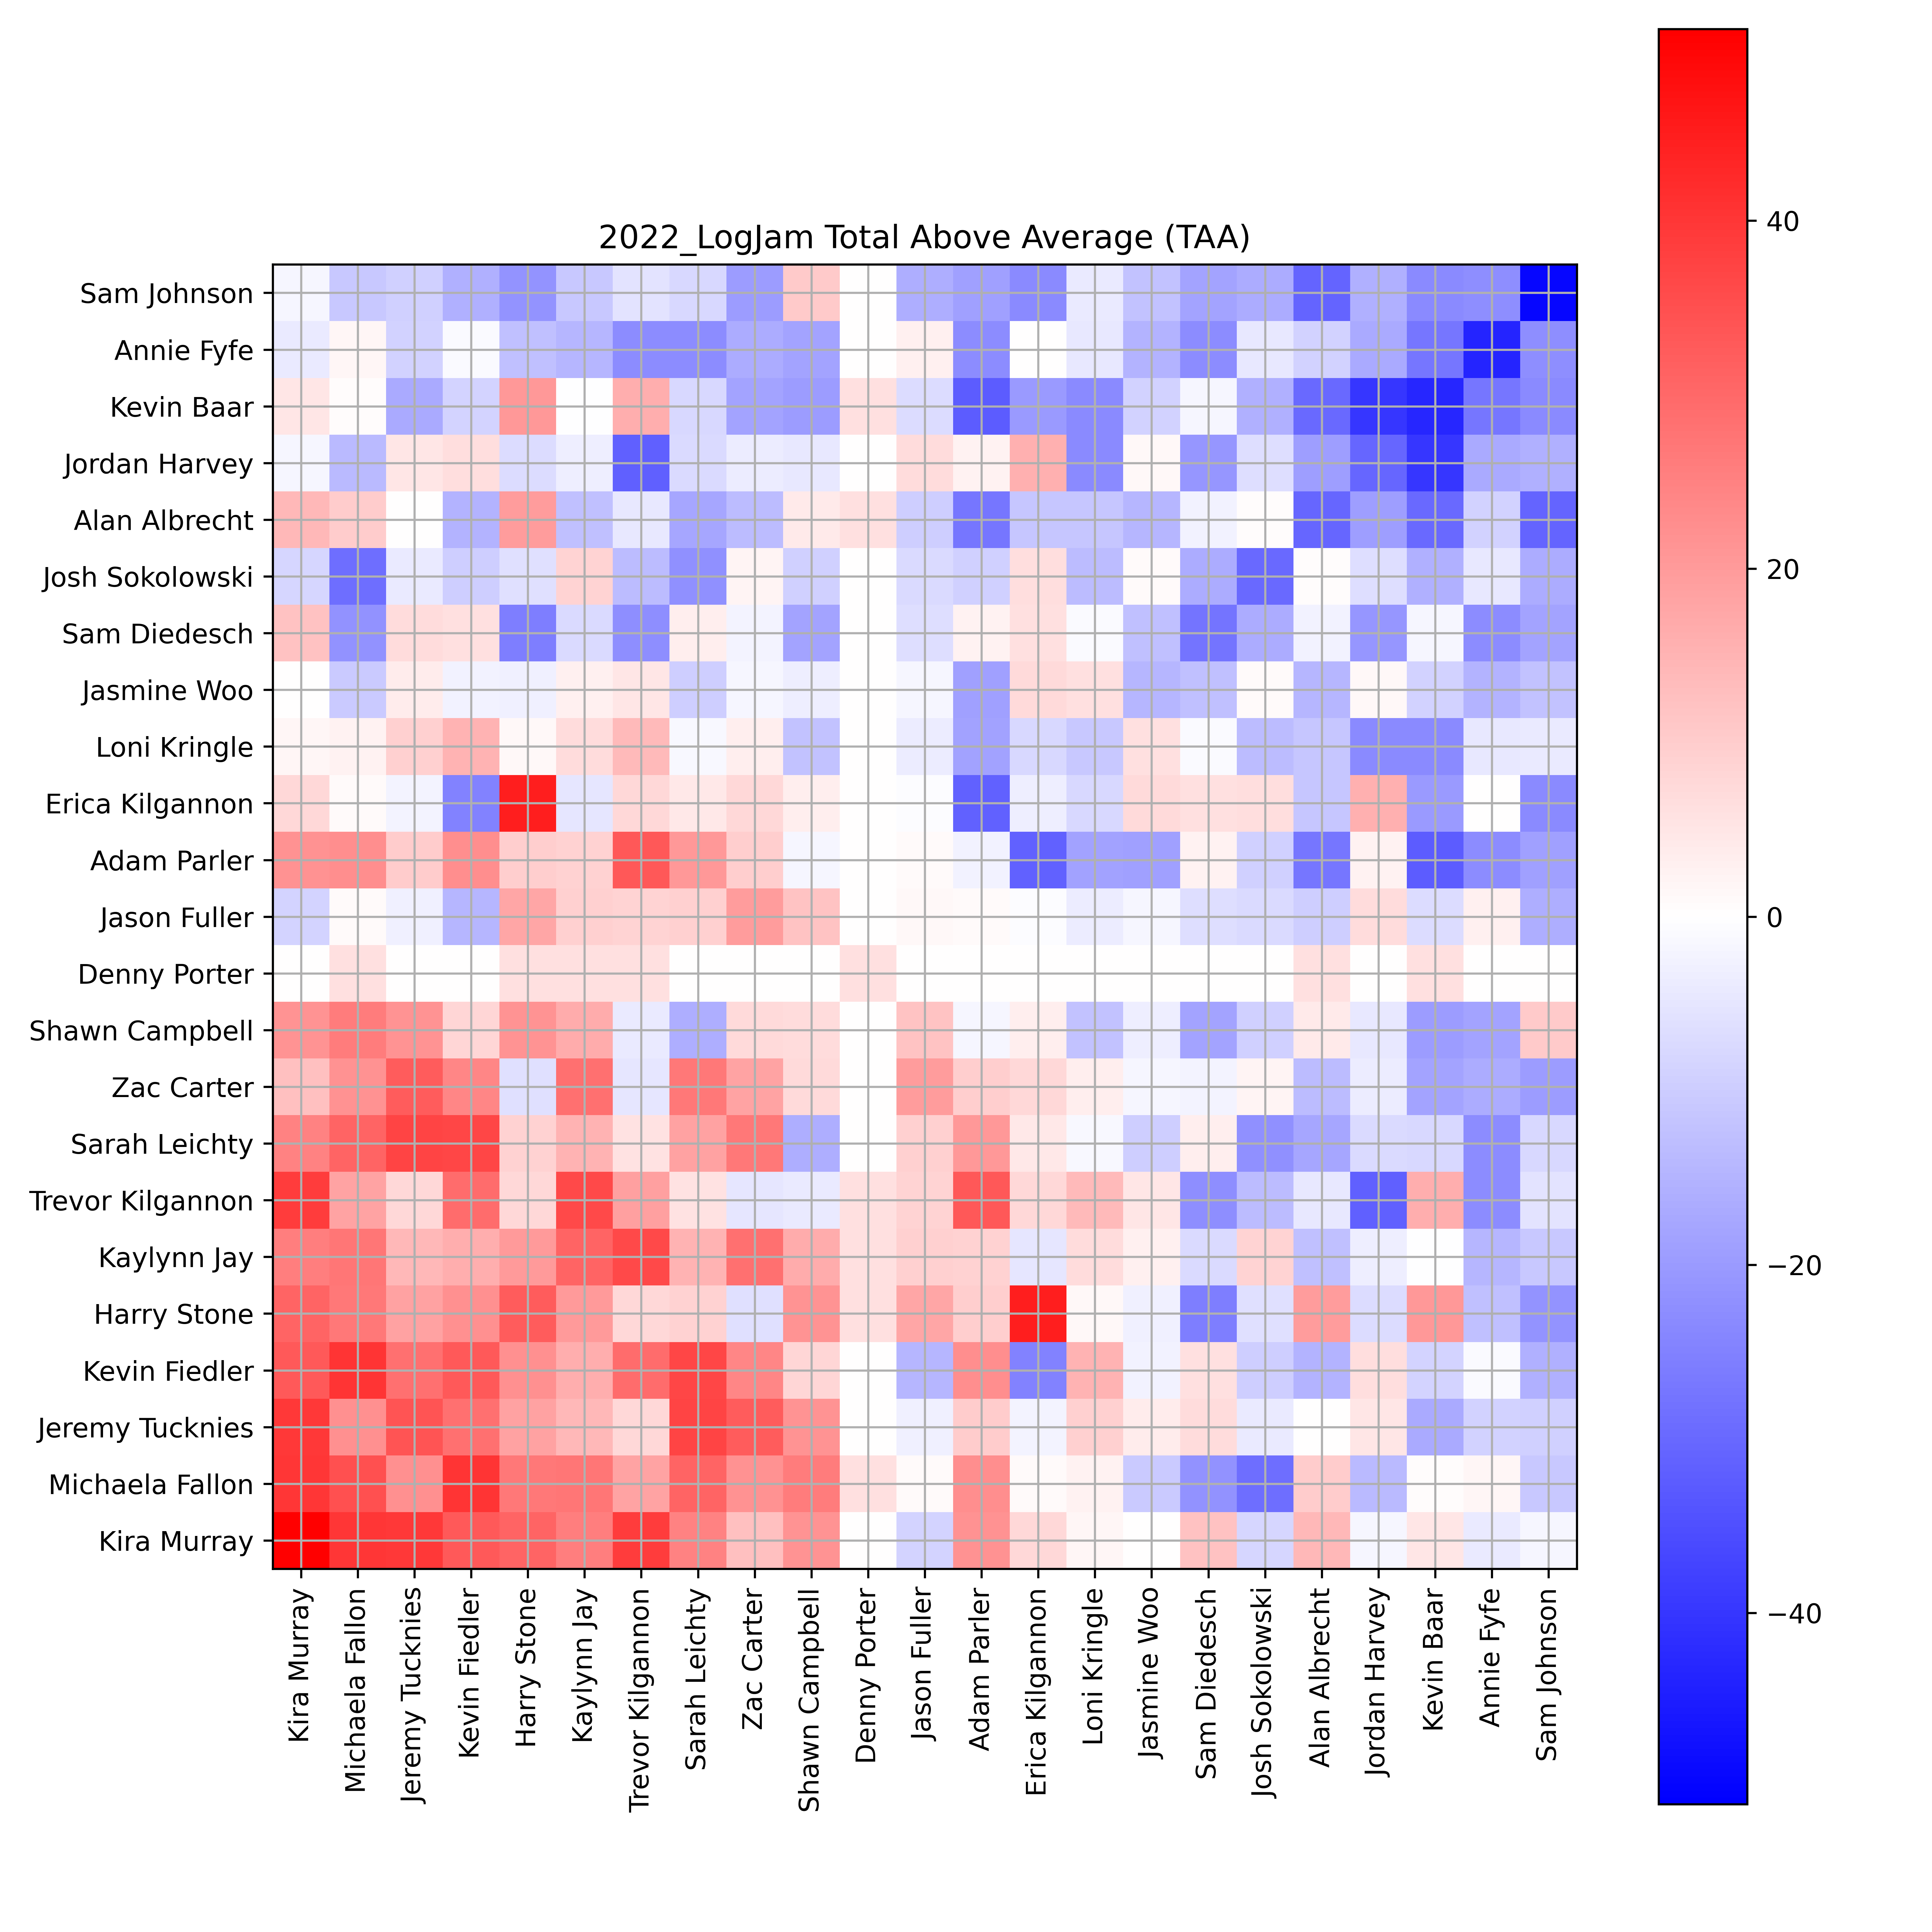 2022_LogJam Total Above Average (TAA)
Sam Johnson
Annie Fyfe
Kevin Baar
Jordan Harvey
Alan Albrecht
Josh Sokolowski
Sam Diedesch
Jasmine Woo
Loni Kringle
Erica Kilgannon
Adam Parler
Jason Fuller
Denny Porter
Shawn Campbell
Zac Carter
Sarah Leichty
Trevor Kilgannon
Kaylynn Jay
Harry Stone
Kevin Fiedler
Jeremy Tucknies
Michaela Fallon
Kira Murray
Kira Murray
Michaela Fallon
Jeremy Tucknies
Kevin Fiedler
Harry Stone
Kaylynn Jay
Trevor Kilgannon
Sarah Leichty
Zac Carter
Shawn Campbell
Denny Porter
Jason Fuller
Adam Parler
Erica Kilgannon
Loni Kringle
Jasmine Woo
Sam Diedesch
Josh Sokolowski
Alan Albrecht
Jordan Harvey
Kevin Baar
Annie Fyfe
Sam Johnson
40
20
0
−20
−40